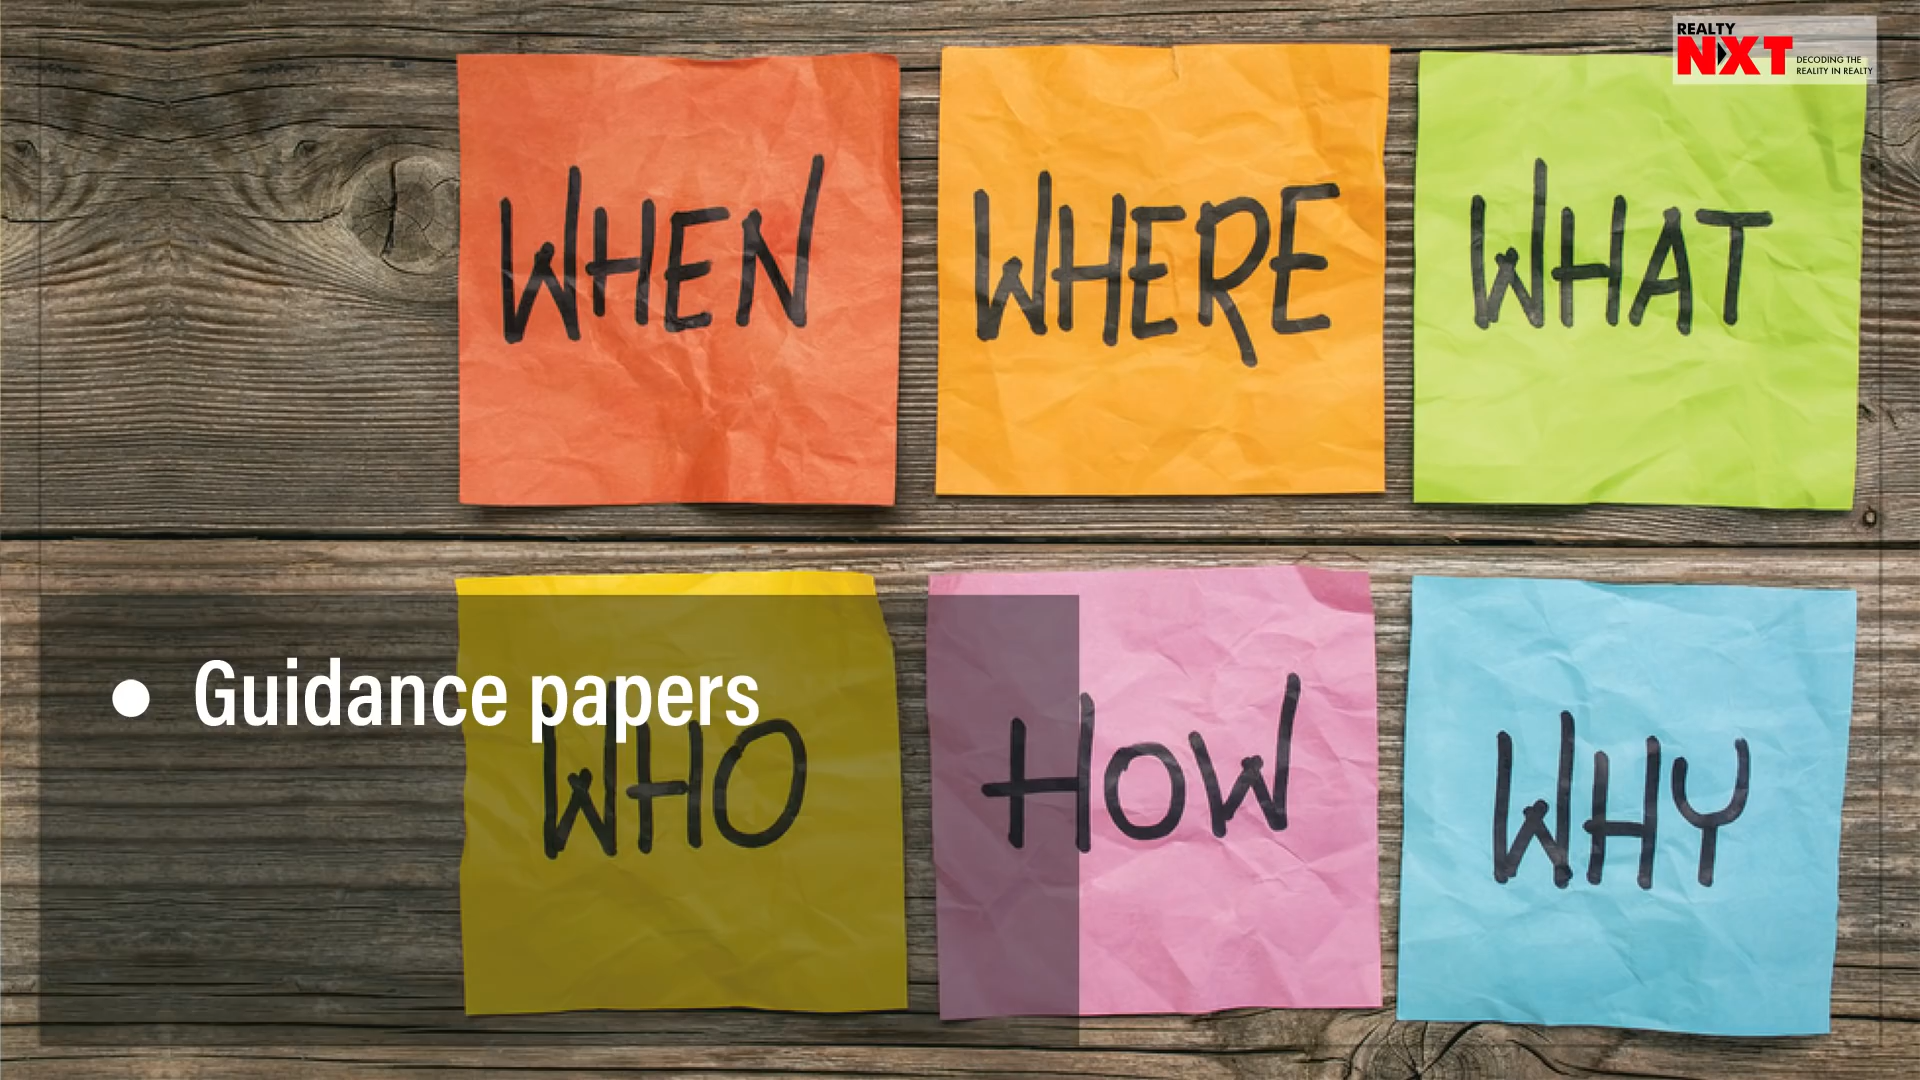 REALTY
NXT
DECODING THE
REALITY IN REALTY
WHEN
WHERE
WHAT
● Guidance papers
WHO
HOW
WHY